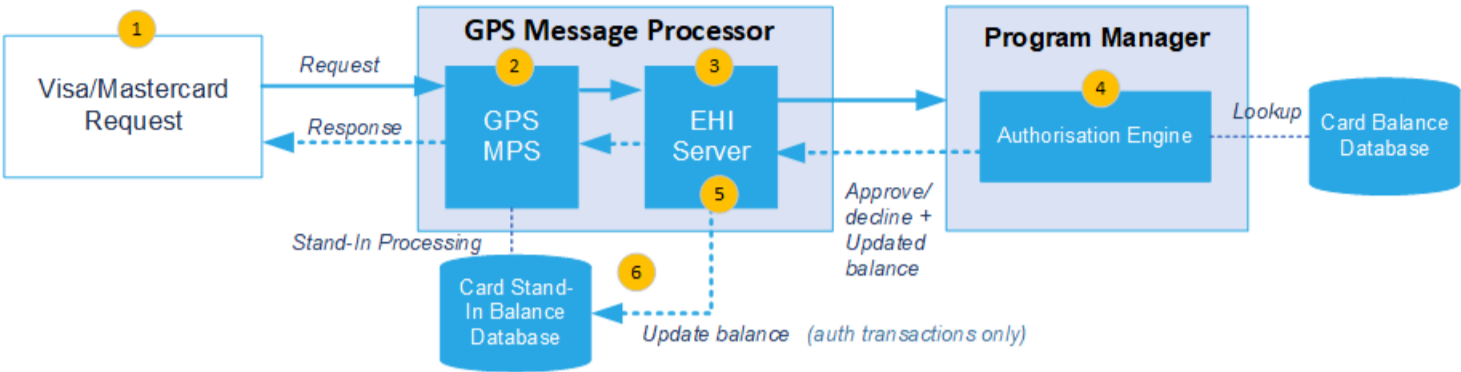 1
Visa/Mastercard
Request
Request
Response
GPS Message Processor
2
GPS
MPS
3
EHI
Server
5
Program Manager
4
Authorisation Engine
Lookup
Card Balance
Database
Approve/
decline +
Updated
balance
Stand-In Processing
Card Stand-
In Balance
Database
6
Update balance (auth transactions only)